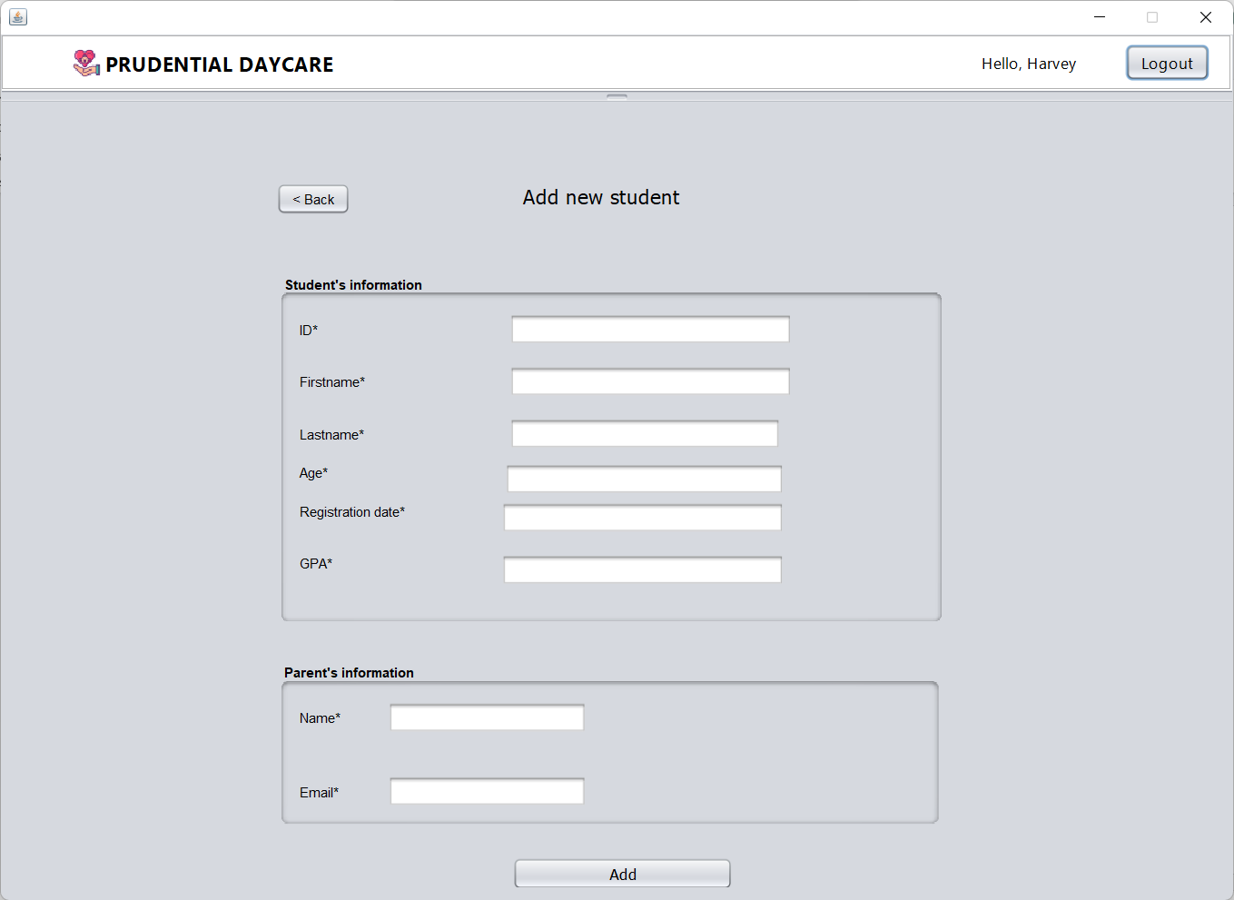 PRUDENTIAL DAYCARE
Hello, Harvey
Logout
< Back
Add new student
Student's information
ID*
Firstname*
Lastname*
Age*
Registration date*
GPA*
Parent's information
Name*
Email*
Add